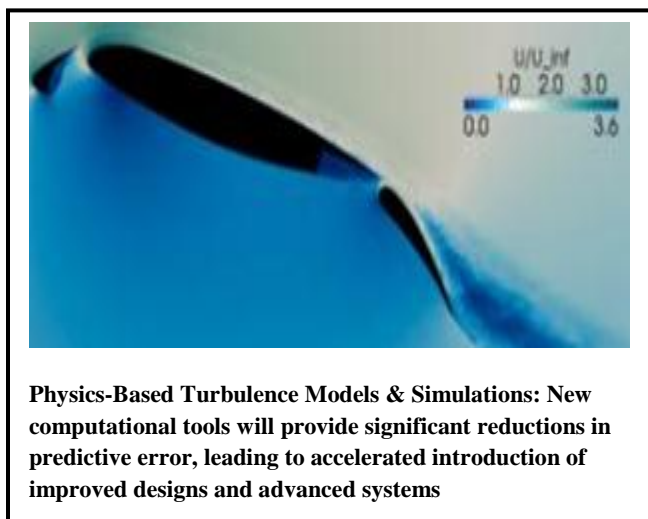 U/U_inf
1.0 2.0 3.0
0.0 3.6
Physics-Based Turbulence Models & Simulations: New
computational tools will provide significant reductions in
predictive error, leading to accelerated introduction of
improved designs and advanced systems